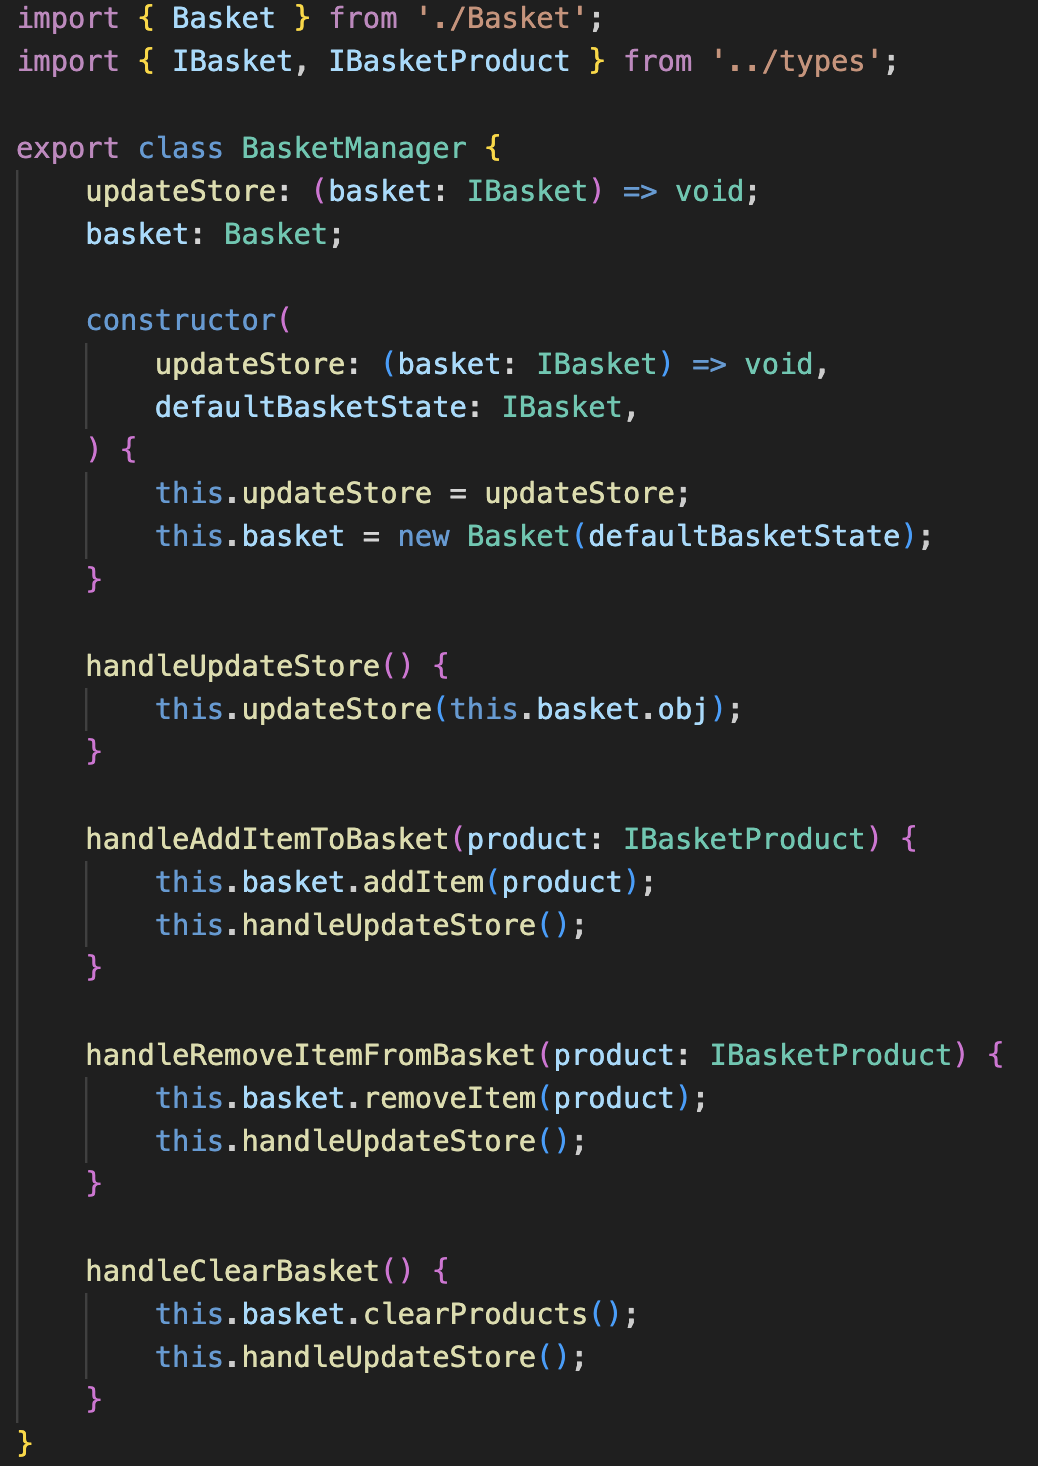 import { Basket } from './Basket';
import { IBasket, IBasketProduct } from '../types';

export class BasketManager {
    updateStore: (basket: IBasket) => void;
    basket: Basket;

    constructor(
        updateStore: (basket: IBasket) => void,
        defaultBasketState: IBasket,
    ) {
        this.updateStore = updateStore;
        this.basket = new Basket(defaultBasketState);
    }

    handleUpdateStore() {
        this.updateStore(this.basket.obj);
    }

    handleAddItemToBasket(product: IBasketProduct) {
        this.basket.addItem(product);
        this.handleUpdateStore();
    }

    handleRemoveItemFromBasket(product: IBasketProduct) {
        this.basket.removeItem(product);
        this.handleUpdateStore();
    }

    handleClearBasket() {
        this.basket.clearProducts();
        this.handleUpdateStore();
    }
}